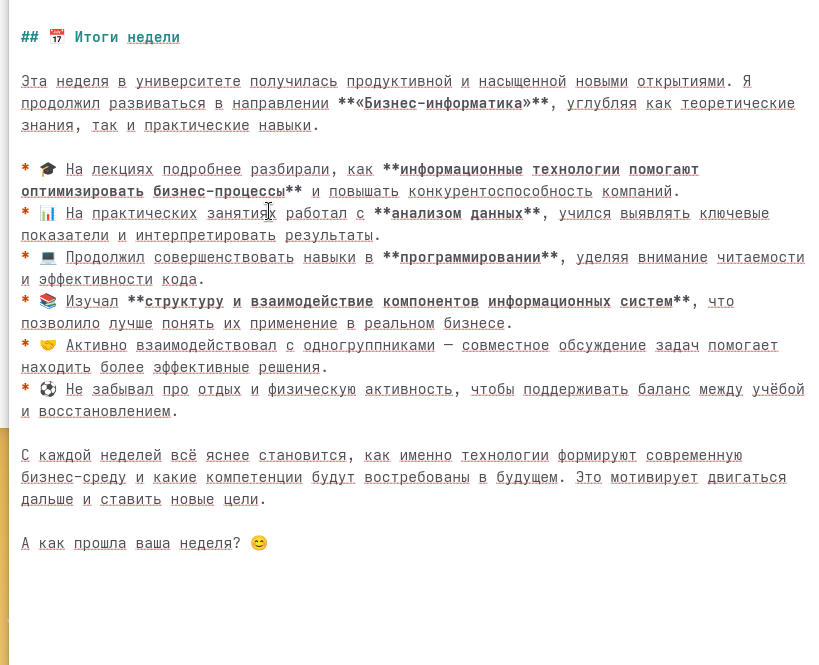 ## 📅 Итоги недели
Эта неделя в университете получилась продуктивной и насыщенной новыми открытиями. Я
продолжил развиваться в направлении **«Бизнес-информатика»**, углубляя как теоретические
знания, так и практические навыки.
* 🎓 На лекциях подробнее разбирали, как **информационные технологии помогают
оптимизировать бизнес-процессы** и повышать конкурентоспособность компаний.
* 📊 На практических занятиях работал с **анализом данных**, учился выявлять ключевые
показатели и интерпретировать результаты.
* 💻 Продолжил совершенствовать навыки в **программировании**, уделяя внимание читаемости
и эффективности кода.
* 📚 Изучал **структуру и взаимодействие компонентов информационных систем**, что
позволило лучше понять их применение в реальном бизнесе.
* 🤝 Активно взаимодействовал с одногруппниками — совместное обсуждение задач помогает
находить более эффективные решения.
* ⚽ Не забывал про отдых и физическую активность, чтобы поддерживать баланс между учёбой
и восстановлением.
С каждой неделей всё яснее становится, как именно технологии формируют современную
бизнес-среду и какие компетенции будут востребованы в будущем. Это мотивирует двигаться
дальше и ставить новые цели.
А как прошла ваша неделя? 😊